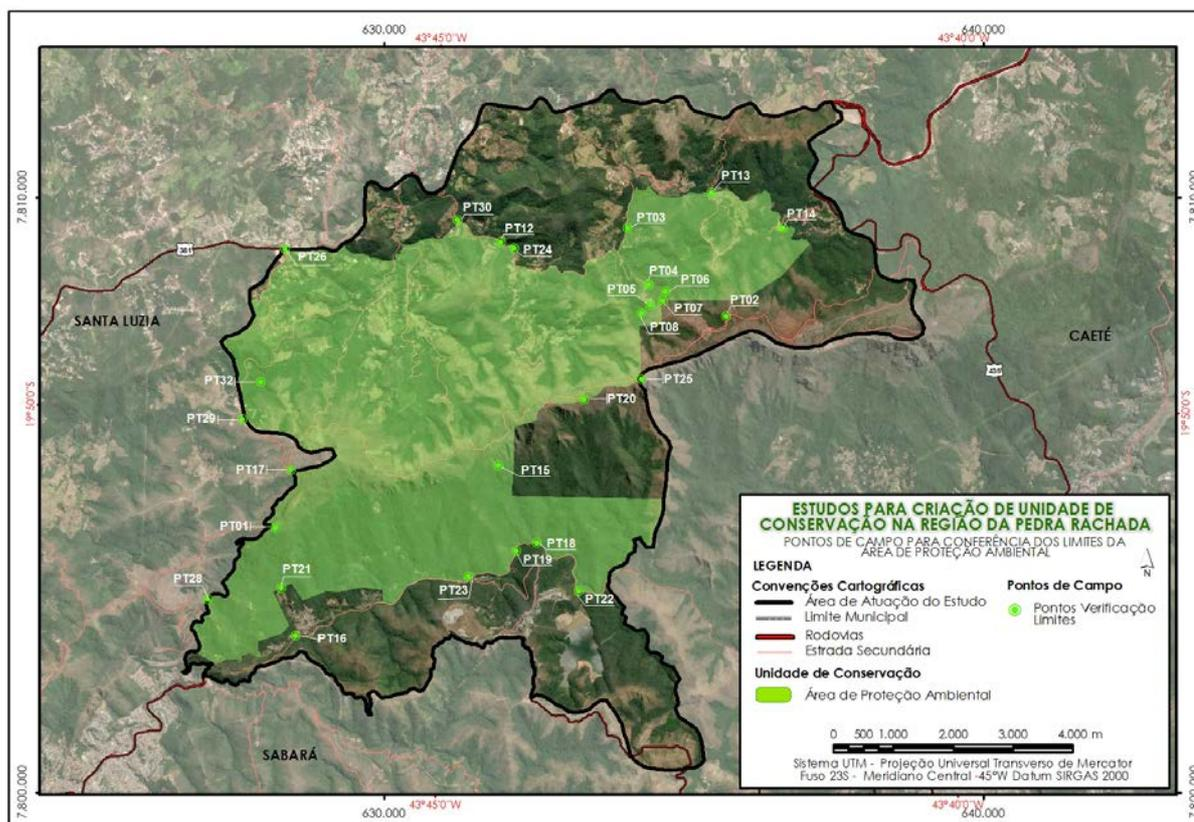 630.000
43°45'0"W
640.000
43°40'0"W
7.810.000
7.810.000
PT13
PT30
PT03
PT14
PT12
PT24
381
PT26
PT04
PT06
PT05
SANTA LUZIA
PT07
PT02
PT08
CAETÉ
PT32
PT25
PT20
19°50'0"S
19°50'0"S
PT29
PT17
PT15
PT01
PT18
PT19
PT28
PT21
PT23
PT22
PT16
SABARÁ
ESTUDOS PARA CRIAÇÃO DE UNIDADE DE
CONSERVAÇÃO NA REGIÃO DA PEDRA RACHADA
PONTOS DE CAMPO PARA CONFERÊNCIA DOS LIMITES DA
ÁREA DE PROTEÇÃO AMBIENTAL
N
LEGENDA
Convenções Cartográficas
Área de Atuação do Estudo
Limite Municipal
Rodovias
Estrada Secundária
Pontos de Campo
Pontos Verificação
Limites
Unidade de Conservação
Área de Proteção Ambiental
0 500 1.000 2.000 3.000 4.000 m
Sistema UTM - Projeção Universal Transverso de Mercator
Fuso 23S - Meridiano Central -45°W Datum SIRGAS 2000
7.800.000
7.800.000
630.000
43°45'0"W
43°40'0"W
640.000